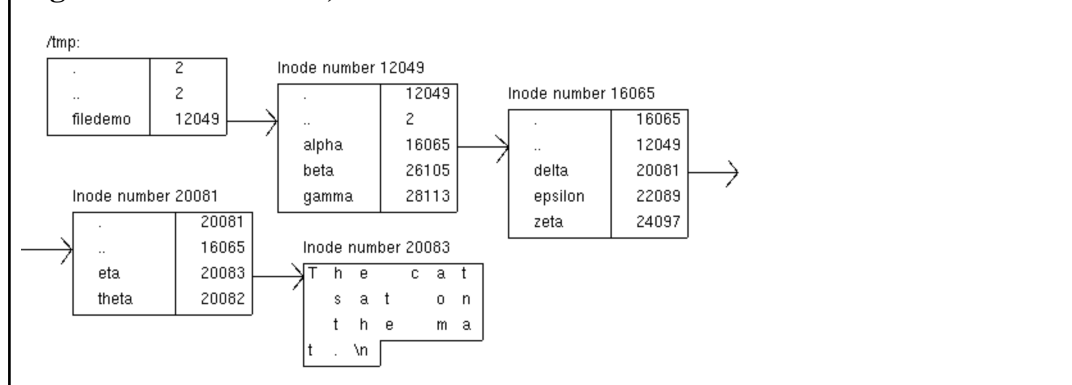 /tmp:
. 2
.. 2
filedemo 12049
Inode number 12049
. 12049
.. 2
alpha 16065
beta 26105
gamma 28113
Inode number 16065
. 16065
.. 12049
delta 20081
epsilon 22089
zeta 24097
Inode number 20081
. 20081
.. 16065
eta 20083
theta 20082
Inode number 20083
T h e   c a t
s a t   o n
t h e   m a
t . \n